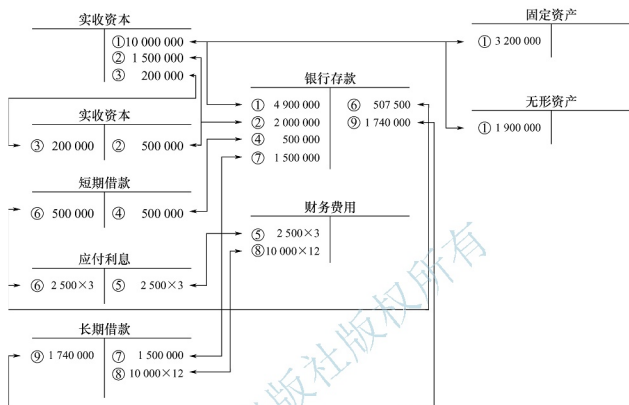 实收资本
①10 000 000
② 1 500 000
③ 200 000
固定资产
① 3 200 000
银行存款
① 4 900 000 ⑥ 507 500
② 2 000 000 ⑨ 1 740 000
④ 500 000
⑦ 1 500 000
无形资产
① 1 900 000
实收资本
③ 200 000 ② 500 000
短期借款
⑥ 500 000 ④ 500 000
财务费用
⑤ 2 500×3
⑧10 000×12
应付利息
⑥ 2 500×3 ⑤ 2 500×3
长期借款
⑨ 1 740 000 ⑦ 1 500 000
⑧ 10 000×12
版社版权所有